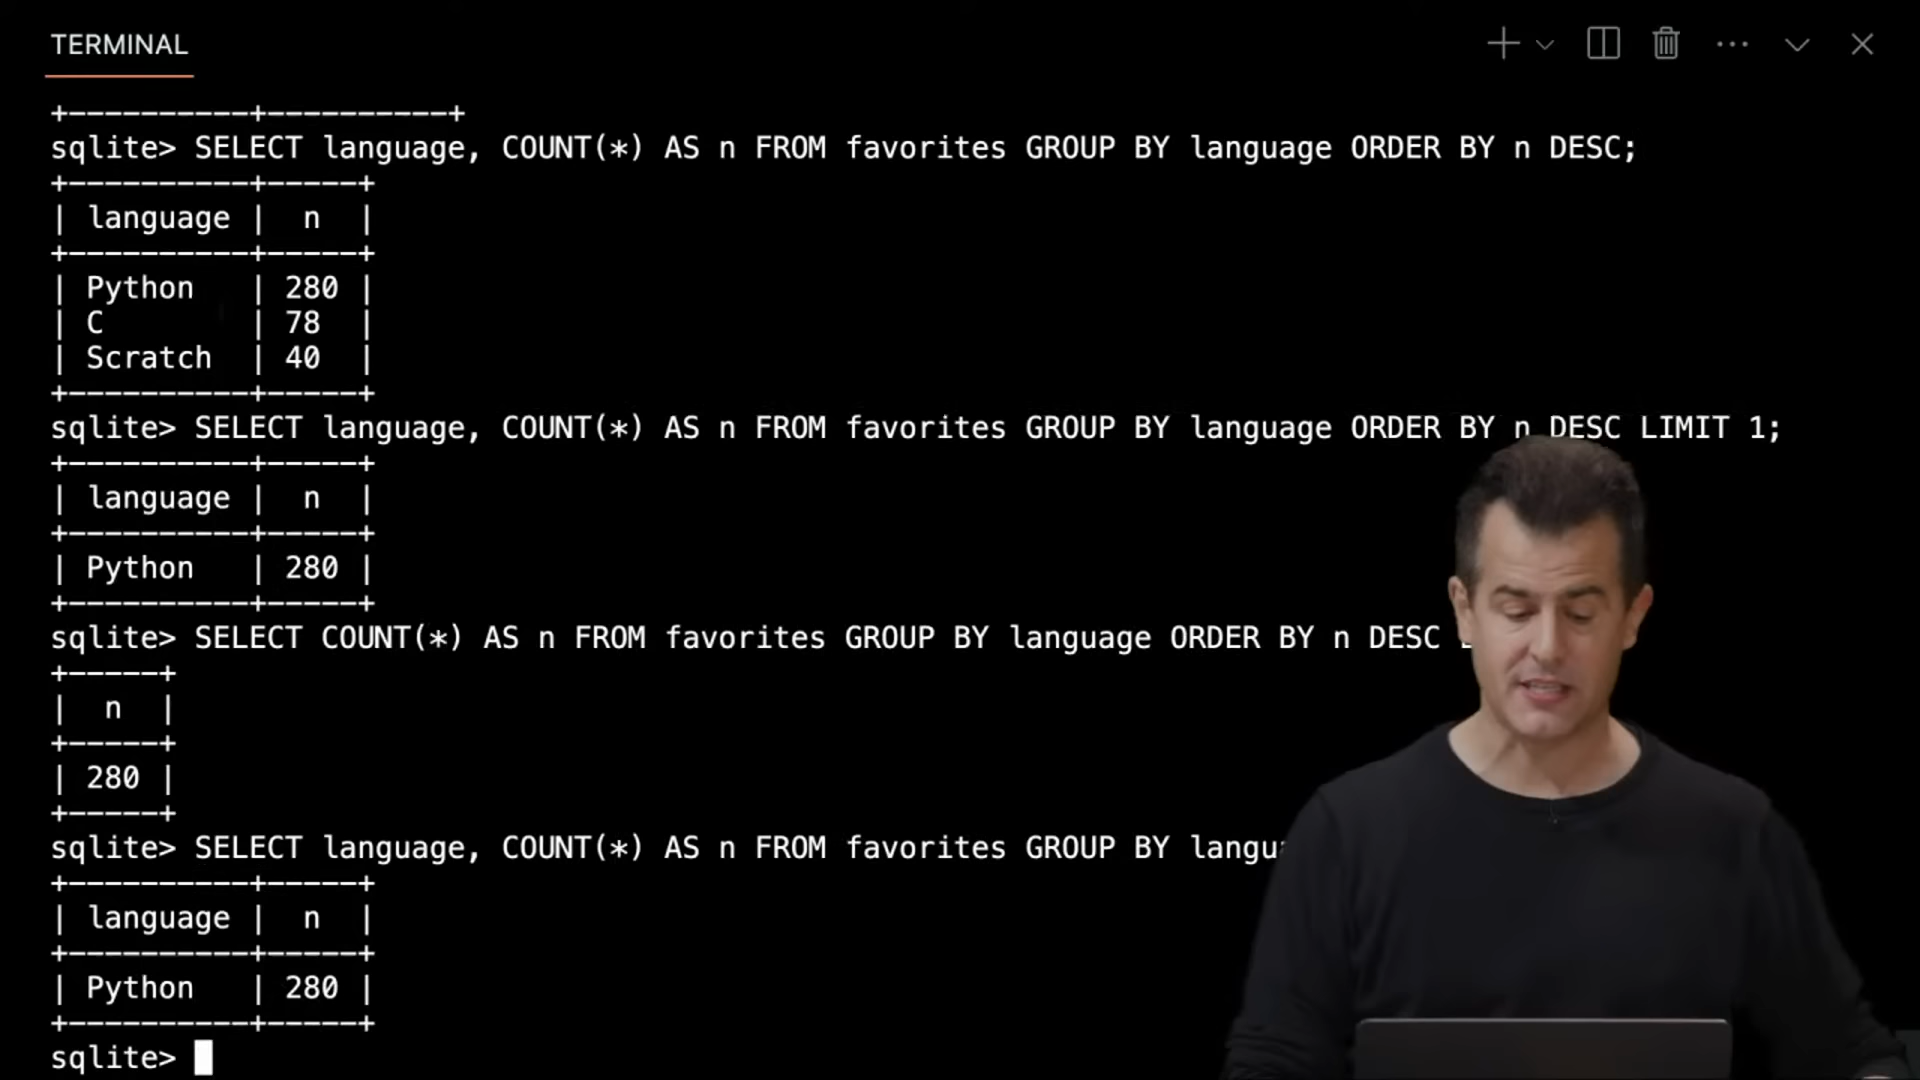 TERMINAL
+----------+----------+
sqlite> SELECT language, COUNT(*) AS n FROM favorites GROUP BY language ORDER BY n DESC;
+----------+-----+
| language |  n  |
+----------+-----+
| Python   | 280 |
| C        | 78  |
| Scratch  | 40  |
+----------+-----+
sqlite> SELECT language, COUNT(*) AS n FROM favorites GROUP BY language ORDER BY n DESC LIMIT 1;
+----------+-----+
| language |  n  |
+----------+-----+
| Python   | 280 |
+----------+-----+
sqlite> SELECT COUNT(*) AS n FROM favorites GROUP BY language ORDER BY n DESC
+-----+
|  n  |
+-----+
| 280 |
+-----+
sqlite> SELECT language, COUNT(*) AS n FROM favorites GROUP BY
+----------+-----+
| language |  n  |
+----------+-----+
| Python   | 280 |
+----------+-----+
sqlite>